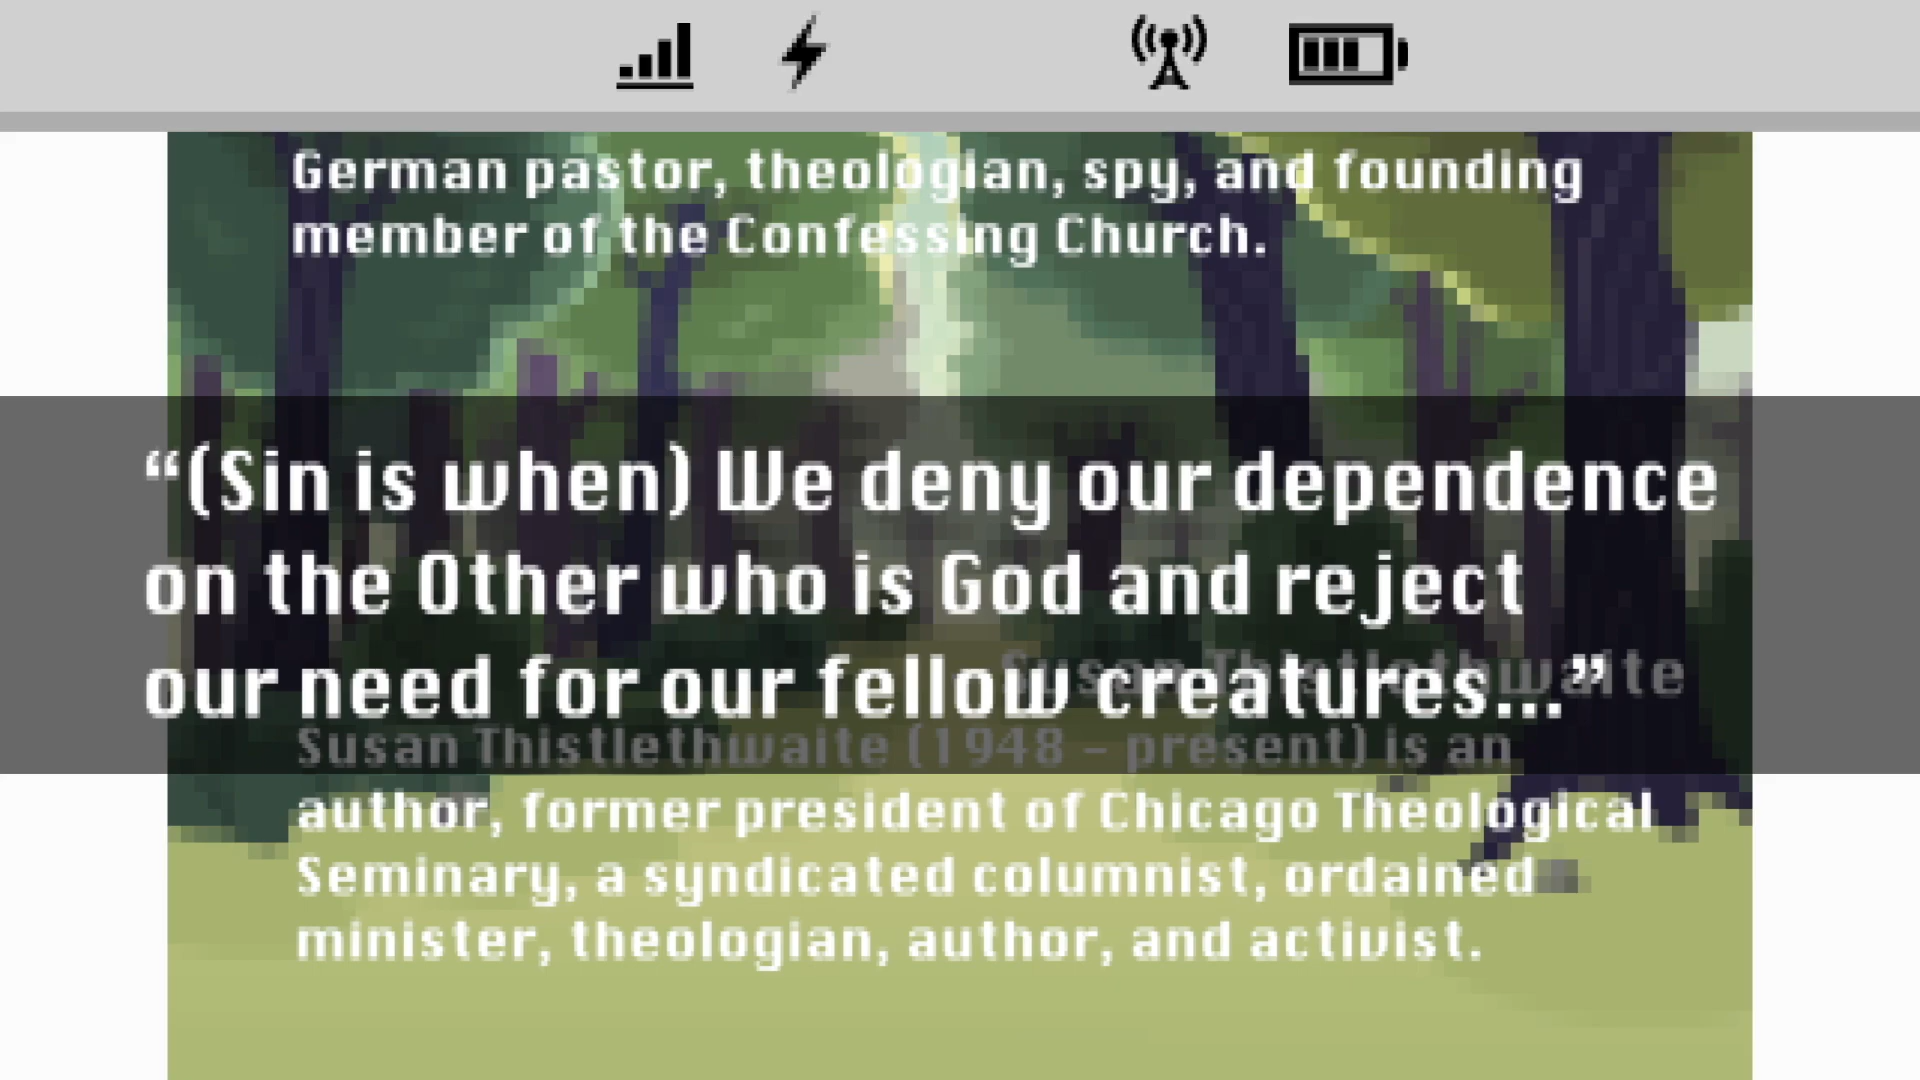 German pastor, theologian, spy, and founding
member of the Confessing Church.
“(Sin is when) We deny our dependence
on the Other who is God and reject
our need for our fellow creatures...”
Susan Thistlethwaite
Susan Thistlethwaite (1948 – present) is an
author, former president of Chicago Theological
Seminary, a syndicated columnist, ordained
minister, theologian, author, and activist.